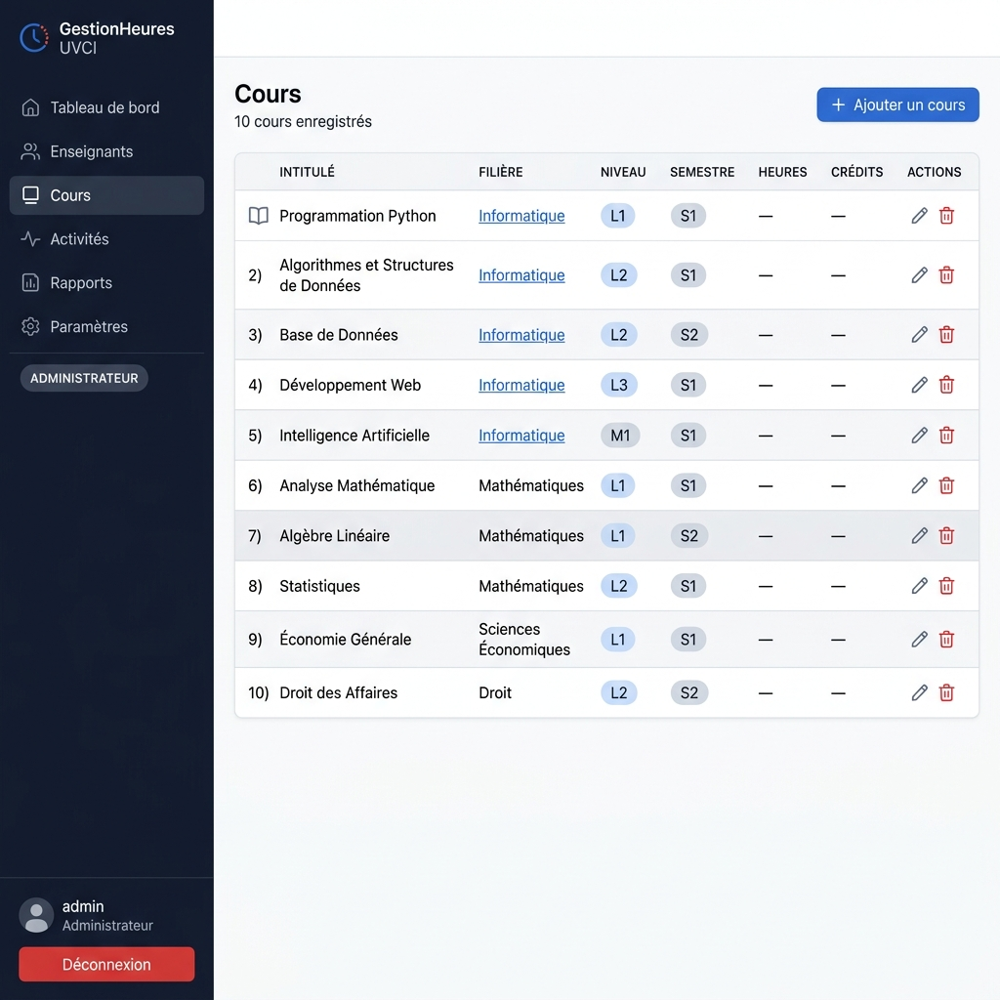 GestionHeures
UVCI
Tableau de bord
Enseignants
Cours
Activités
Rapports
Paramètres
ADMINISTRATEUR
admin
Administrateur
Déconnexion
Cours
10 cours enregistrés
+ Ajouter un cours
INTITULÉ FILIÈRE NIVEAU SEMESTRE HEURES CRÉDITS ACTIONS
Programmation Python Informatique L1 S1 — —
2) Algorithmes et Structures
de Données Informatique L2 S1 — —
3) Base de Données Informatique L2 S2 — —
4) Développement Web Informatique L3 S1 — —
5) Intelligence Artificielle Informatique M1 S1 — —
6) Analyse Mathématique Mathématiques L1 S1 — —
7) Algèbre Linéaire Mathématiques L1 S2 — —
8) Statistiques Mathématiques L2 S1 — —
9) Économie Générale Sciences
Économiques L1 S1 — —
10) Droit des Affaires Droit L2 S2 — —